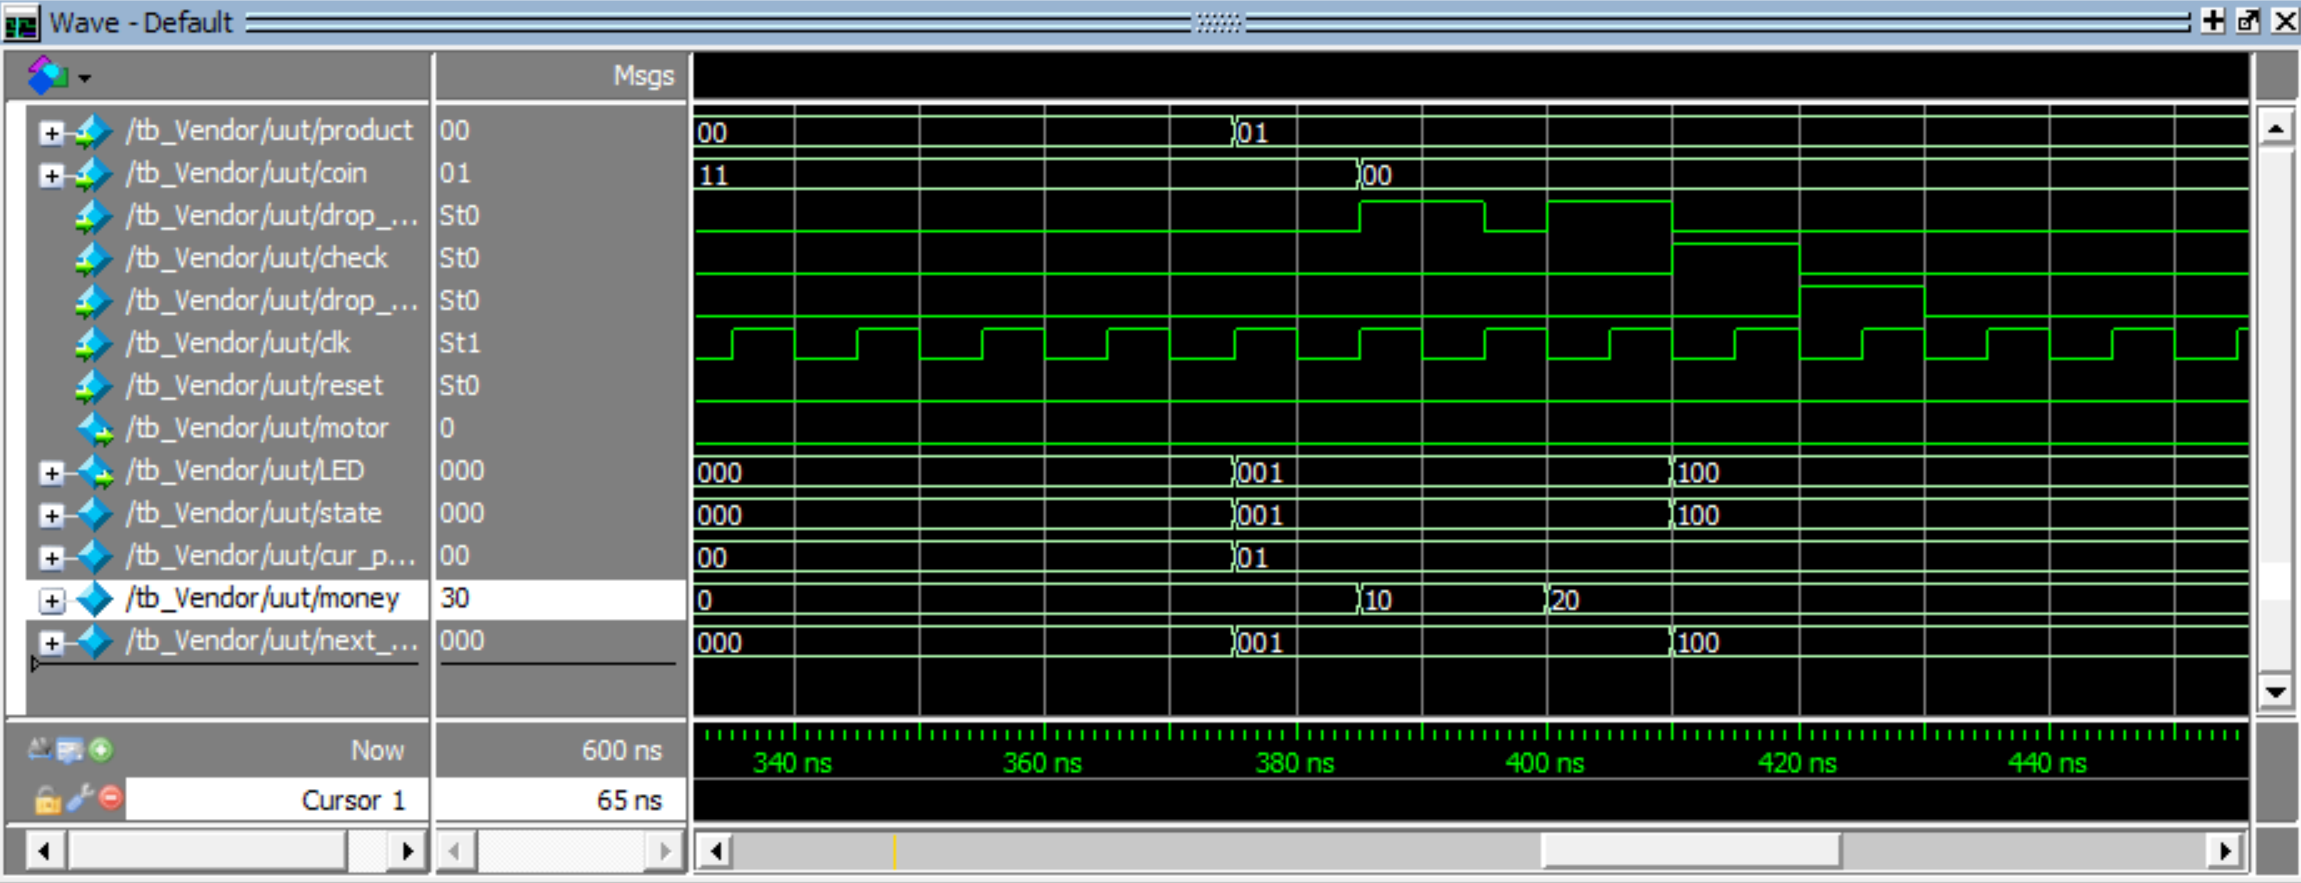 Wave - Default
Msgs
/tb_Vendor/uut/product 00 00 01
/tb_Vendor/uut/coin 01 11 00
/tb_Vendor/uut/drop_... St0
/tb_Vendor/uut/check St0
/tb_Vendor/uut/drop_... St0
/tb_Vendor/uut/clk St1
/tb_Vendor/uut/reset St0
/tb_Vendor/uut/motor 0
/tb_Vendor/uut/LED 000 000 001 100
/tb_Vendor/uut/state 000 000 001 100
/tb_Vendor/uut/cur_p... 00 00 01
/tb_Vendor/uut/money 30 0 10 20
/tb_Vendor/uut/next_... 000 000 001 100
Now 600 ns 340 ns 360 ns 380 ns 400 ns 420 ns 440 ns
Cursor 1 65 ns